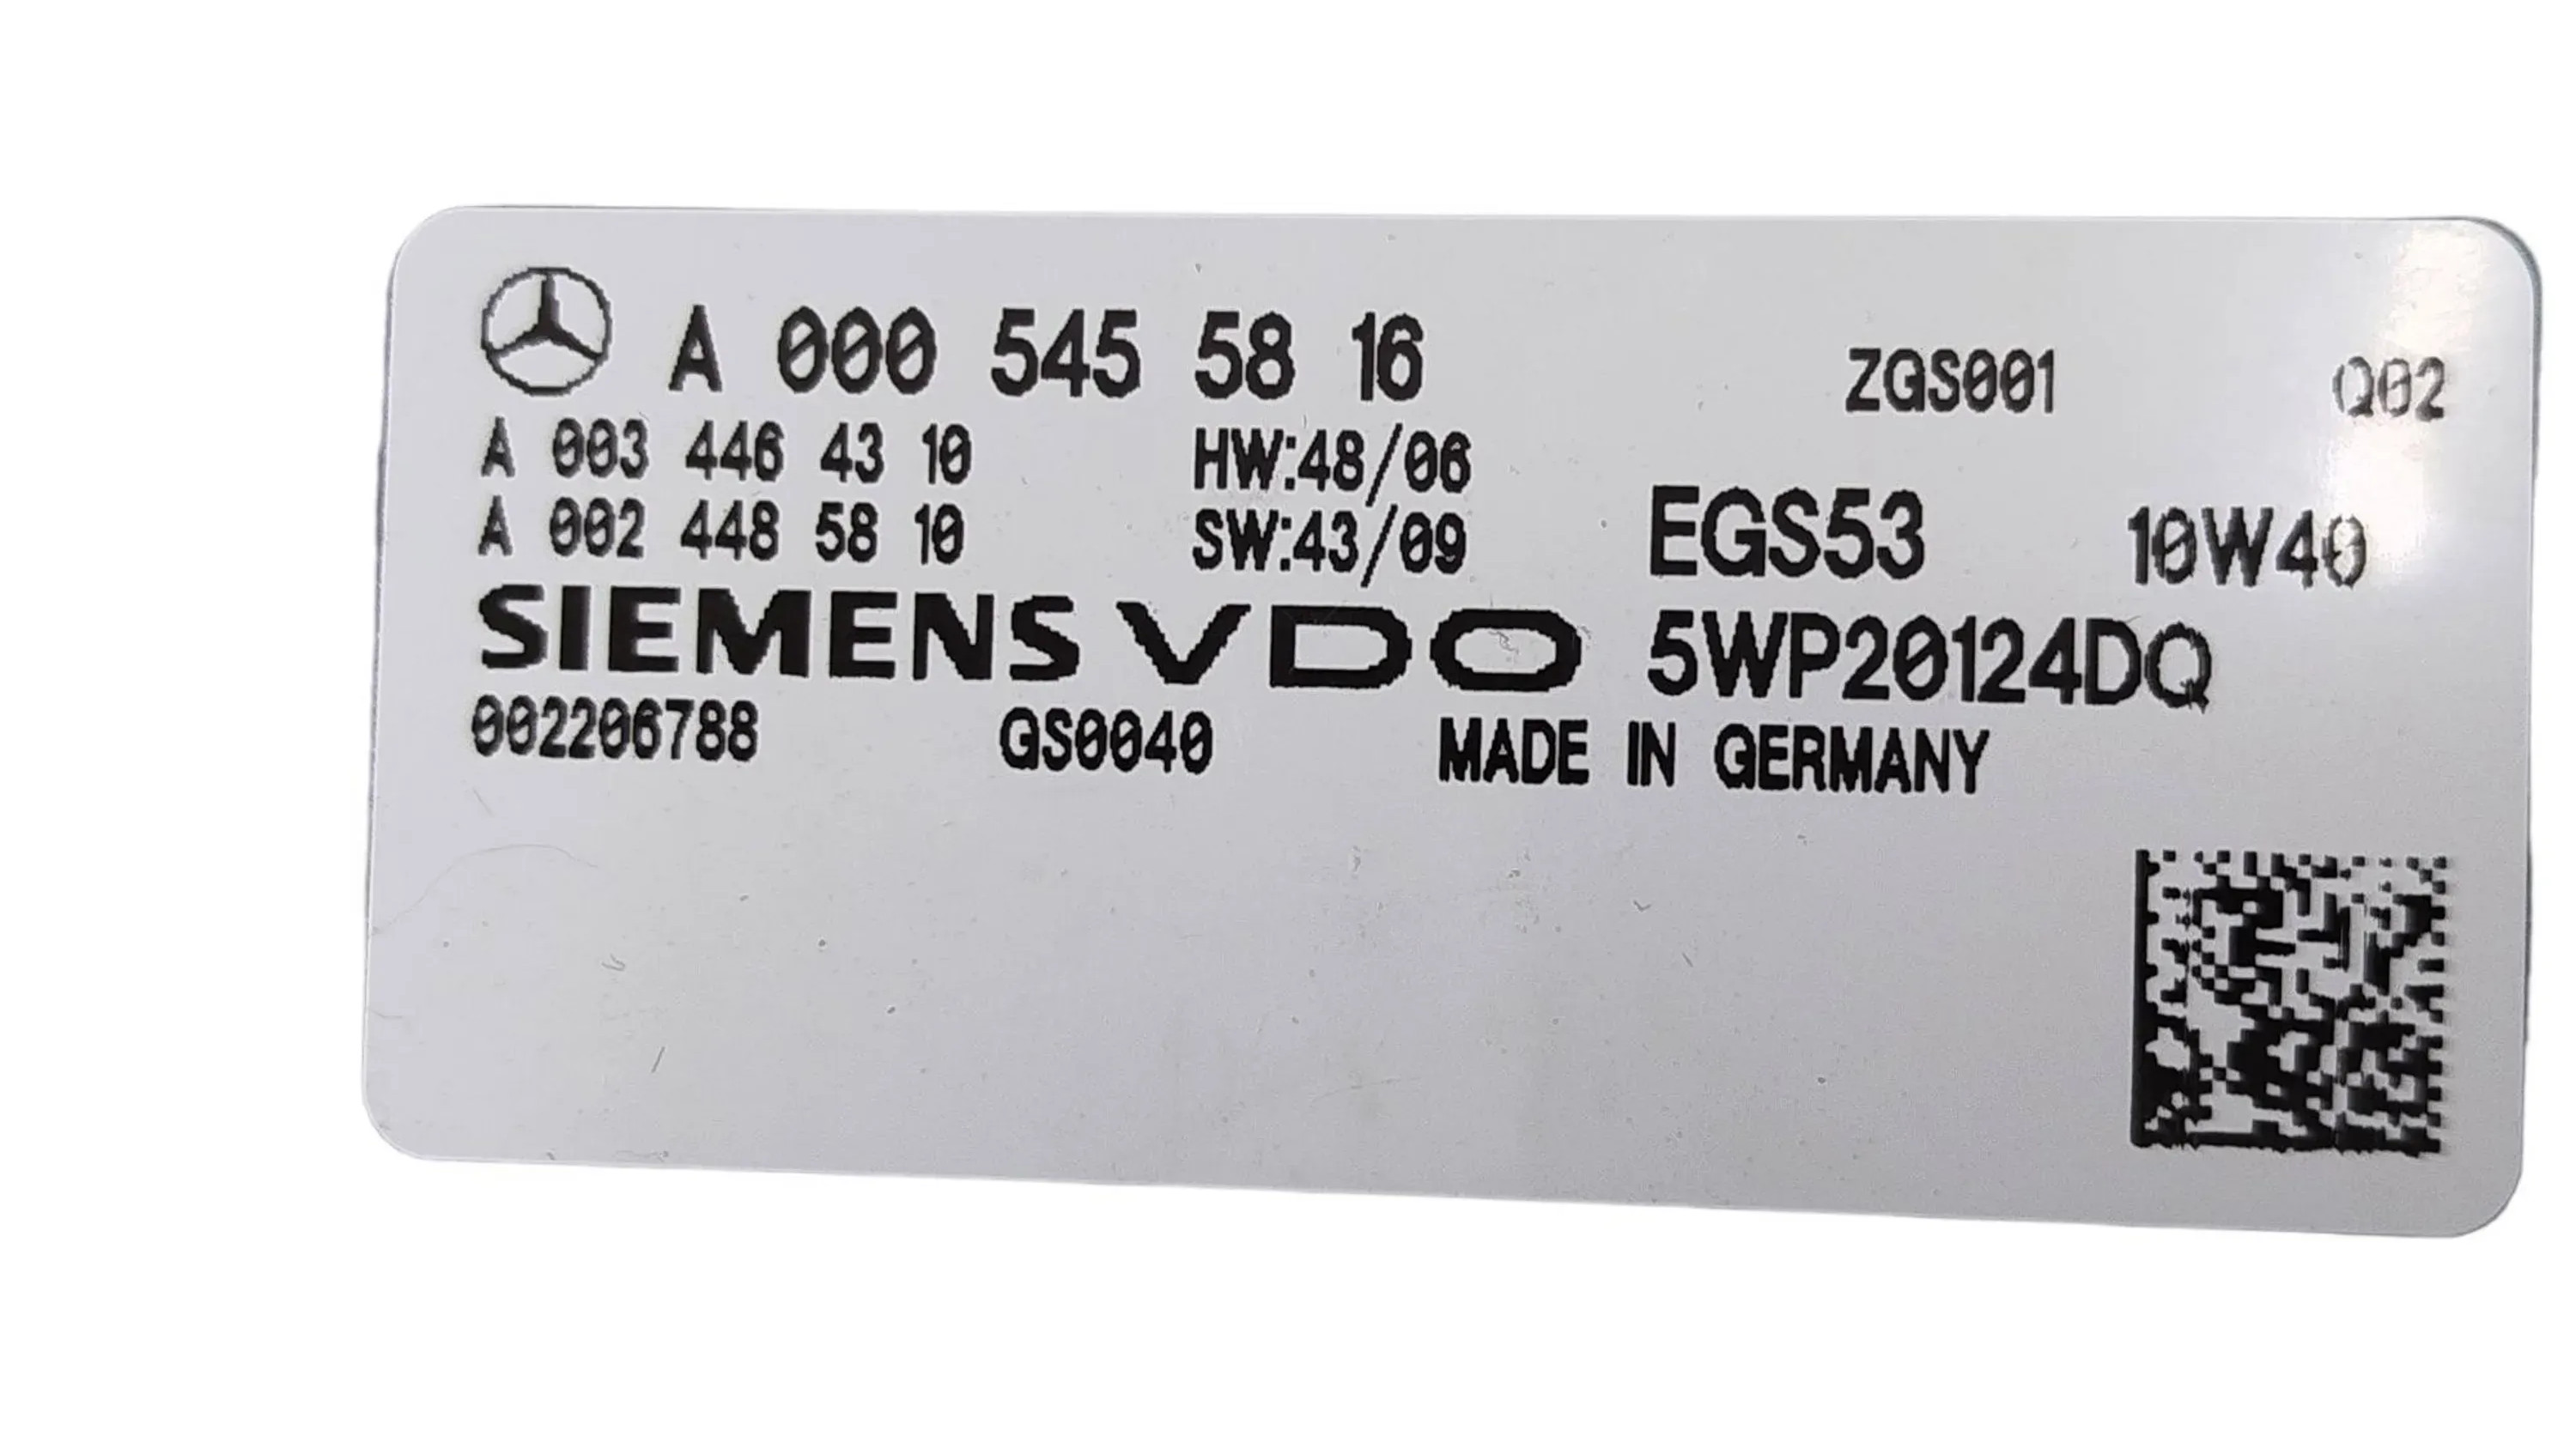 A 000 545 58 16 ZGS001 Q02
A 003 446 43 10 HW:48/06
A 002 448 58 10 SW:43/09 EGS53 10W40
SIEMENS VDO 5WP20124DQ
002206788 GS0040 MADE IN GERMANY